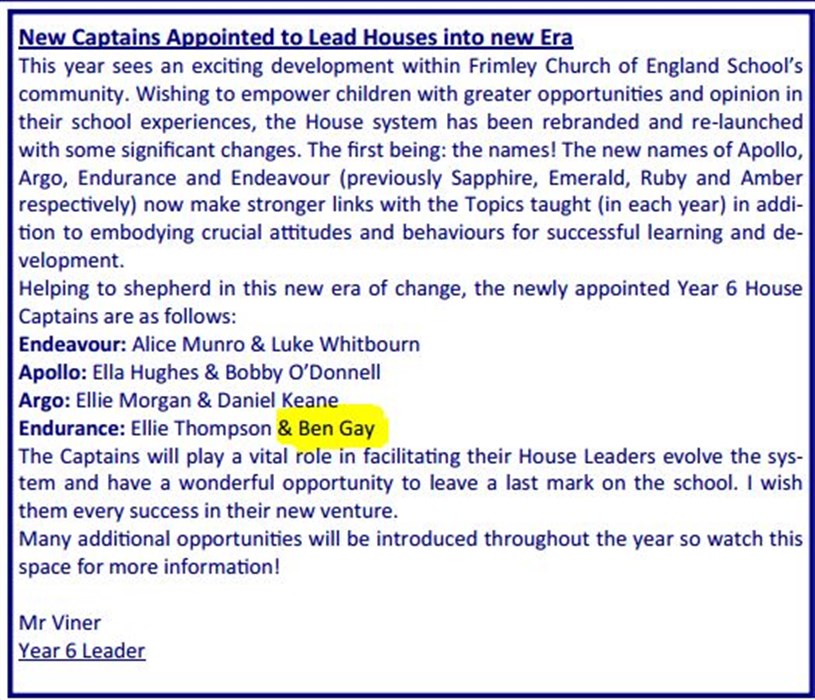 New Captains Appointed to Lead Houses into new Era
This year sees an exciting development within Frimley Church of England School's
community. Wishing to empower children with greater opportunities and opinion in
their school experiences, the House system has been rebranded and re-launched
with some significant changes. The first being: the names! The new names of Apollo,
Argo, Endurance and Endeavour (previously Sapphire, Emerald, Ruby and Amber
respectively) now make stronger links with the Topics taught (in each year) in addi-
tion to embodying crucial attitudes and behaviours for successful learning and de-
velopment.
Helping to shepherd in this new era of change, the newly appointed Year 6 House
Captains are as follows:
Endeavour: Alice Munro & Luke Whitbourn
Apollo: Ella Hughes & Bobby O'Donnell
Argo: Ellie Morgan & Daniel Keane
Endurance: Ellie Thompson & Ben Gay
The Captains will play a vital role in facilitating their House Leaders evolve the sys-
tem and have a wonderful opportunity to leave a last mark on the school. I wish
them every success in their new venture.
Many additional opportunities will be introduced throughout the year so watch this
space for more information!
Mr Viner
Year 6 Leader